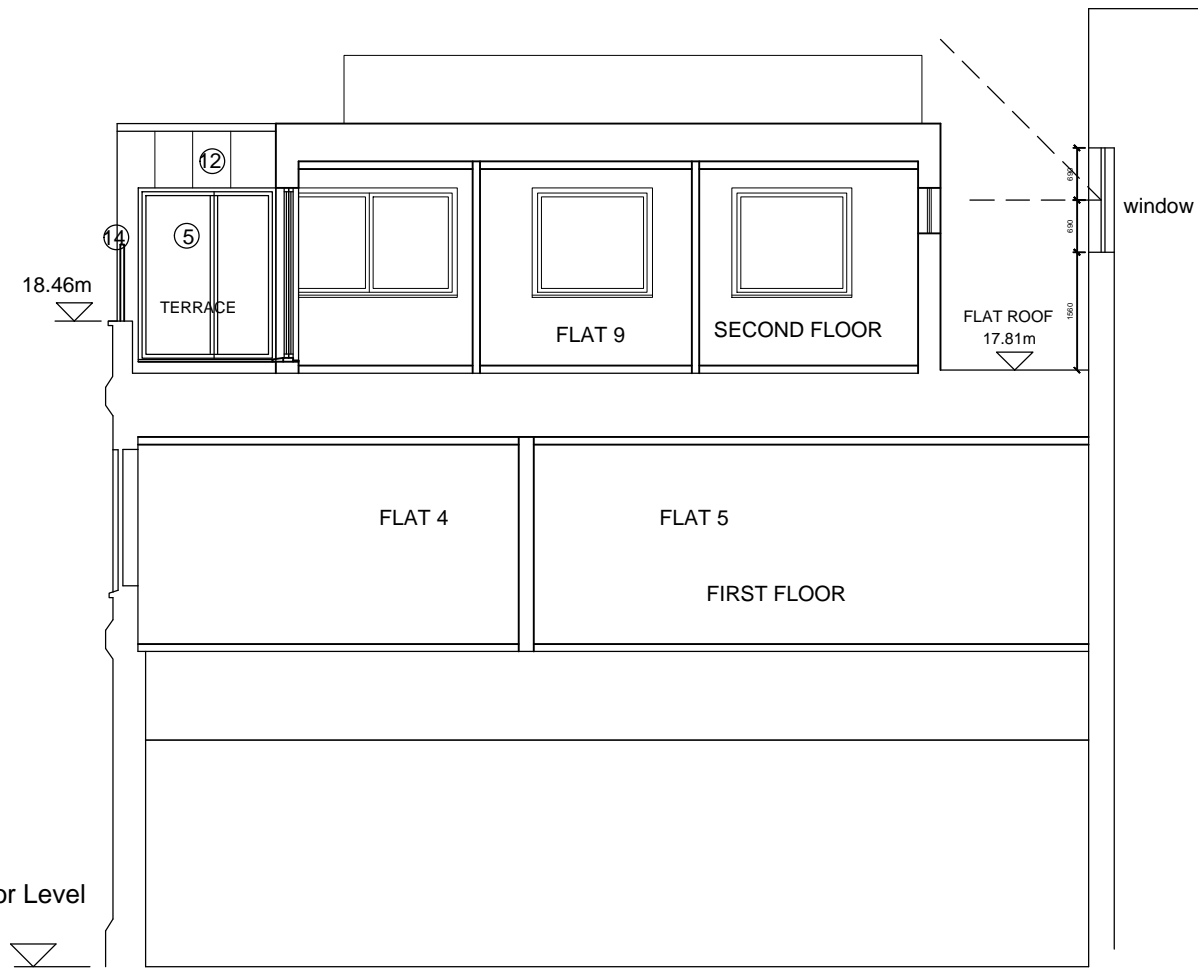 12
690
window
14
5
690
18.46m
TERRACE
1560
FLAT ROOF
17.81m
FLAT 9
SECOND FLOOR
FLAT 4
FLAT 5
FIRST FLOOR
or Level